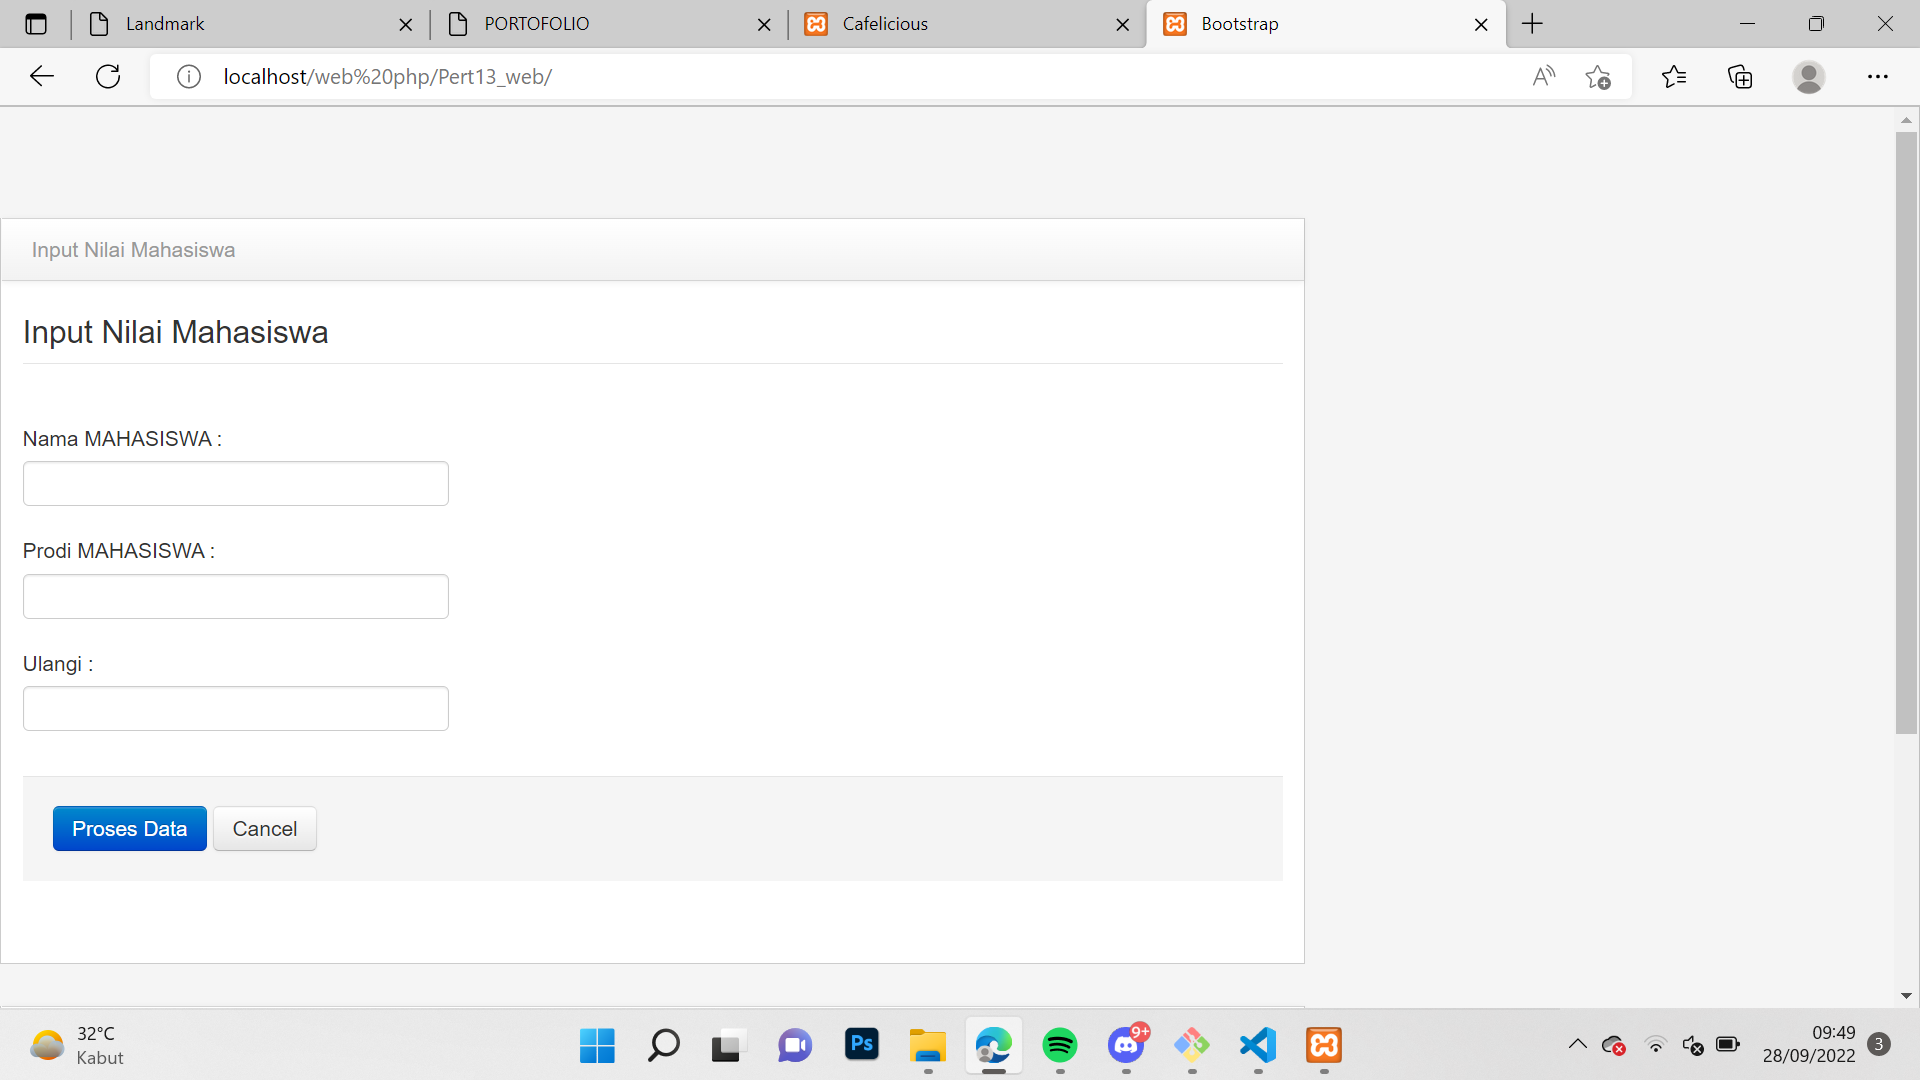 Landmark
PORTOFOLIO
Cafelicious
Bootstrap
localhost/web%20php/Pert13_web/
Input Nilai Mahasiswa
Input Nilai Mahasiswa
Nama MAHASISWA :
Prodi MAHASISWA :
Ulangi :
Proses Data
Cancel
32°C
Kabut
Ps
9+
09:49
28/09/2022
3